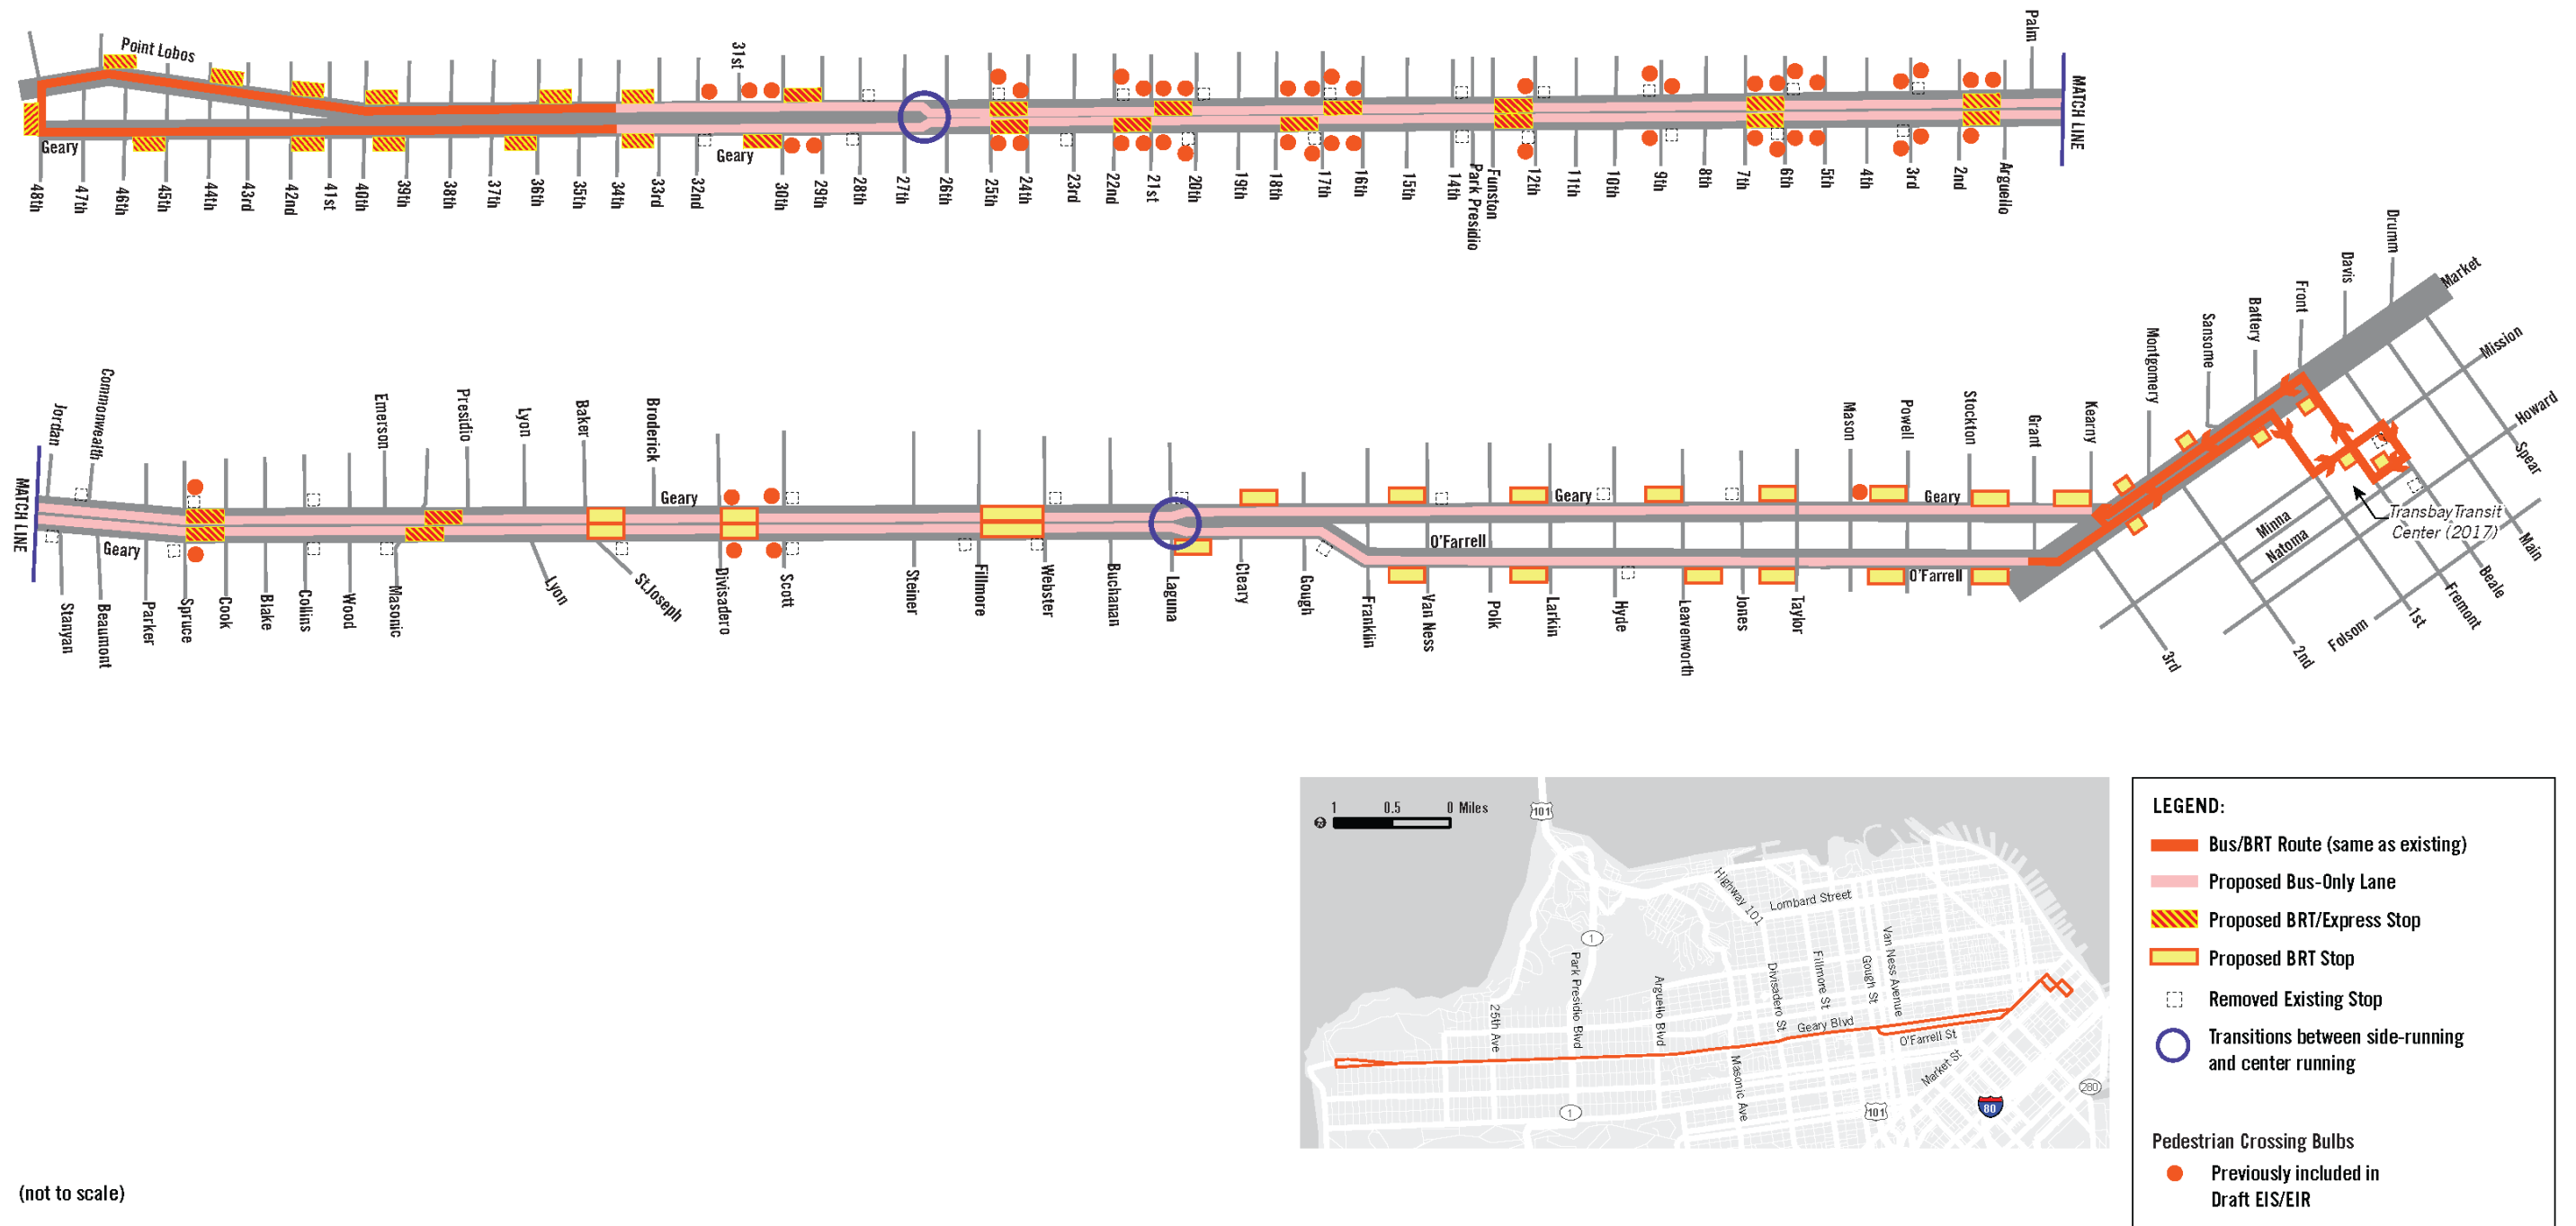 Point Lobos
31st
Palm
MATCH LINE
Geary
Geary
48th
47th
46th
45th
44th
43rd
42nd
41st
40th
39th
38th
37th
36th
35th
34th
33rd
32nd
30th
29th
28th
27th
26th
25th
24th
23rd
22nd
21st
20th
19th
18th
17th
16th
15th
14th
Park Presidio
Funston
12th
11th
10th
9th
8th
7th
6th
5th
4th
3rd
2nd
Arguello
MATCH LINE
Jordan
Commonwealth
Emerson
Presidio
Lyon
Baker
Broderick
Geary
Geary
Mason
Powell
Geary
Stockton
Grant
Kearny
Montgomery
Sansome
Battery
Front
Davis
Drumm
Market
Mission
Howard
Spear
Main
Beale
Fremont
1st
Folsom
2nd
3rd
Minna
Natoma
TransbayTransit
Center (2017)
Geary
O'Farrell
O'Farrell
Stanyan
Beaumont
Parker
Spruce
Cook
Blake
Collins
Wood
Masonic
Lyon
St.Joseph
Divisadero
Scott
Steiner
Fillmore
Webster
Buchanan
Laguna
Cleary
Gough
Franklin
Van Ness
Polk
Larkin
Hyde
Leavenworth
Jones
Taylor
1 0.5 0 Miles
101
Highway 101
Lombard Street
1
Park Presidio Blvd
25th Ave
Arguello Blvd
Divisadero St
Fillmore St
Gough St
Van Ness Avenue
Geary Blvd
O'Farrell St
Market St
Masonic Ave
1
101
80
280
LEGEND:
Bus/BRT Route (same as existing)
Proposed Bus-Only Lane
Proposed BRT/Express Stop
Proposed BRT Stop
Removed Existing Stop
Transitions between side-running
and center running
Pedestrian Crossing Bulbs
Previously included in
Draft EIS/EIR
(not to scale)